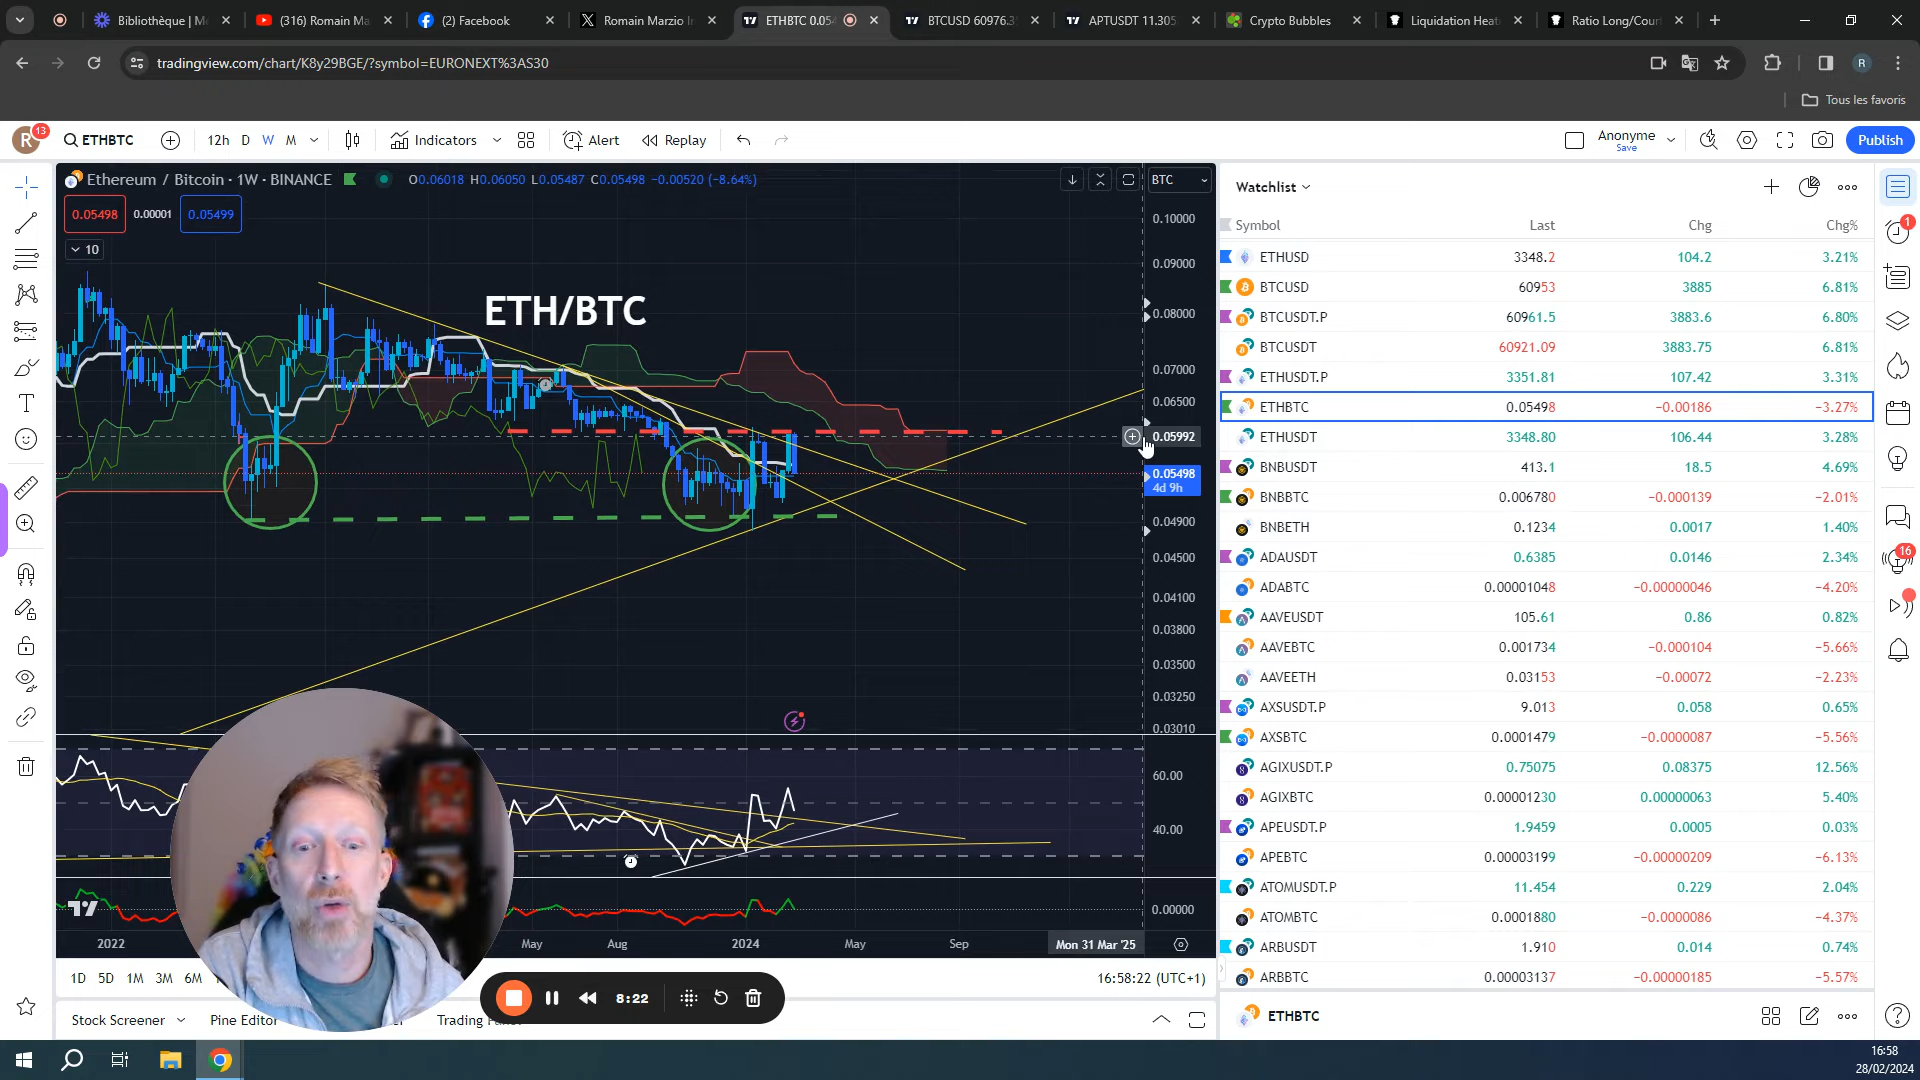 Bibliothèque | M
(316) Romain Ma
(2) Facebook
Romain Marzio
ETHBTC 0.054
BTCUSD 60976.3
APTUSDT 11.305
Crypto Bubbles
Liquidation Heat
Ratio Long/Cour
tradingview.com/chart/K8y29BGE/?symbol=EURONEXT%3AS30
R
Tous les favoris
R
13
ETHBTC
12h
D
W
M
Indicators
Alert
Replay
Anonyme
Save
Publish
Ethereum / Bitcoin · 1W · BINANCE
O0.06018 H0.06050 L0.05487 C0.05498 −0.00520 (−8.64%)
BTC
0.05498
0.00001
0.05499
10
ETH/BTC
0.10000
0.09000
0.08000
0.07000
0.06500
0.05992
0.05498
4d 9h
0.04900
0.04500
0.04100
0.03800
0.03500
0.03250
0.03010
60.00
40.00
0.00000
2022
May
Aug
2024
May
Sep
Mon 31 Mar '25
1D
5D
1M
3M
6M
8:22
16:58:22 (UTC+1)
Stock Screener
Pine Editor
Trading
Watchlist
Symbol Last Chg Chg%
ETHUSD 3348.2 104.2 3.21%
BTCUSD 60953 3885 6.81%
BTCUSDT.P 60961.5 3883.6 6.80%
BTCUSDT 60921.09 3883.75 6.81%
ETHUSDT.P 3351.81 107.42 3.31%
ETHBTC 0.05498 −0.00186 −3.27%
ETHUSDT 3348.80 106.44 3.28%
BNBUSDT 413.1 18.5 4.69%
BNBBTC 0.006780 −0.000139 −2.01%
BNBETH 0.1234 0.0017 1.40%
ADAUSDT 0.6385 0.0146 2.34%
ADABTC 0.00001048 −0.00000046 −4.20%
AAVEUSDT 105.61 0.86 0.82%
AAVEBTC 0.001734 −0.000104 −5.66%
AAVEETH 0.03153 −0.00072 −2.23%
AXSUSDT.P 9.013 0.058 0.65%
AXSBTC 0.0001479 −0.0000087 −5.56%
AGIXUSDT.P 0.75075 0.08375 12.56%
AGIXBTC 0.00001230 0.00000063 5.40%
APEUSDT.P 1.9459 0.0005 0.03%
APEBTC 0.00003199 −0.00000209 −6.13%
ATOMUSDT.P 11.454 0.229 2.04%
ATOMBTC 0.0001880 −0.0000086 −4.37%
ARBUSDT 1.910 0.014 0.74%
ARBBTC 0.00003137 −0.00000185 −5.57%
ETHBTC
1
16
16:58
28/02/2024